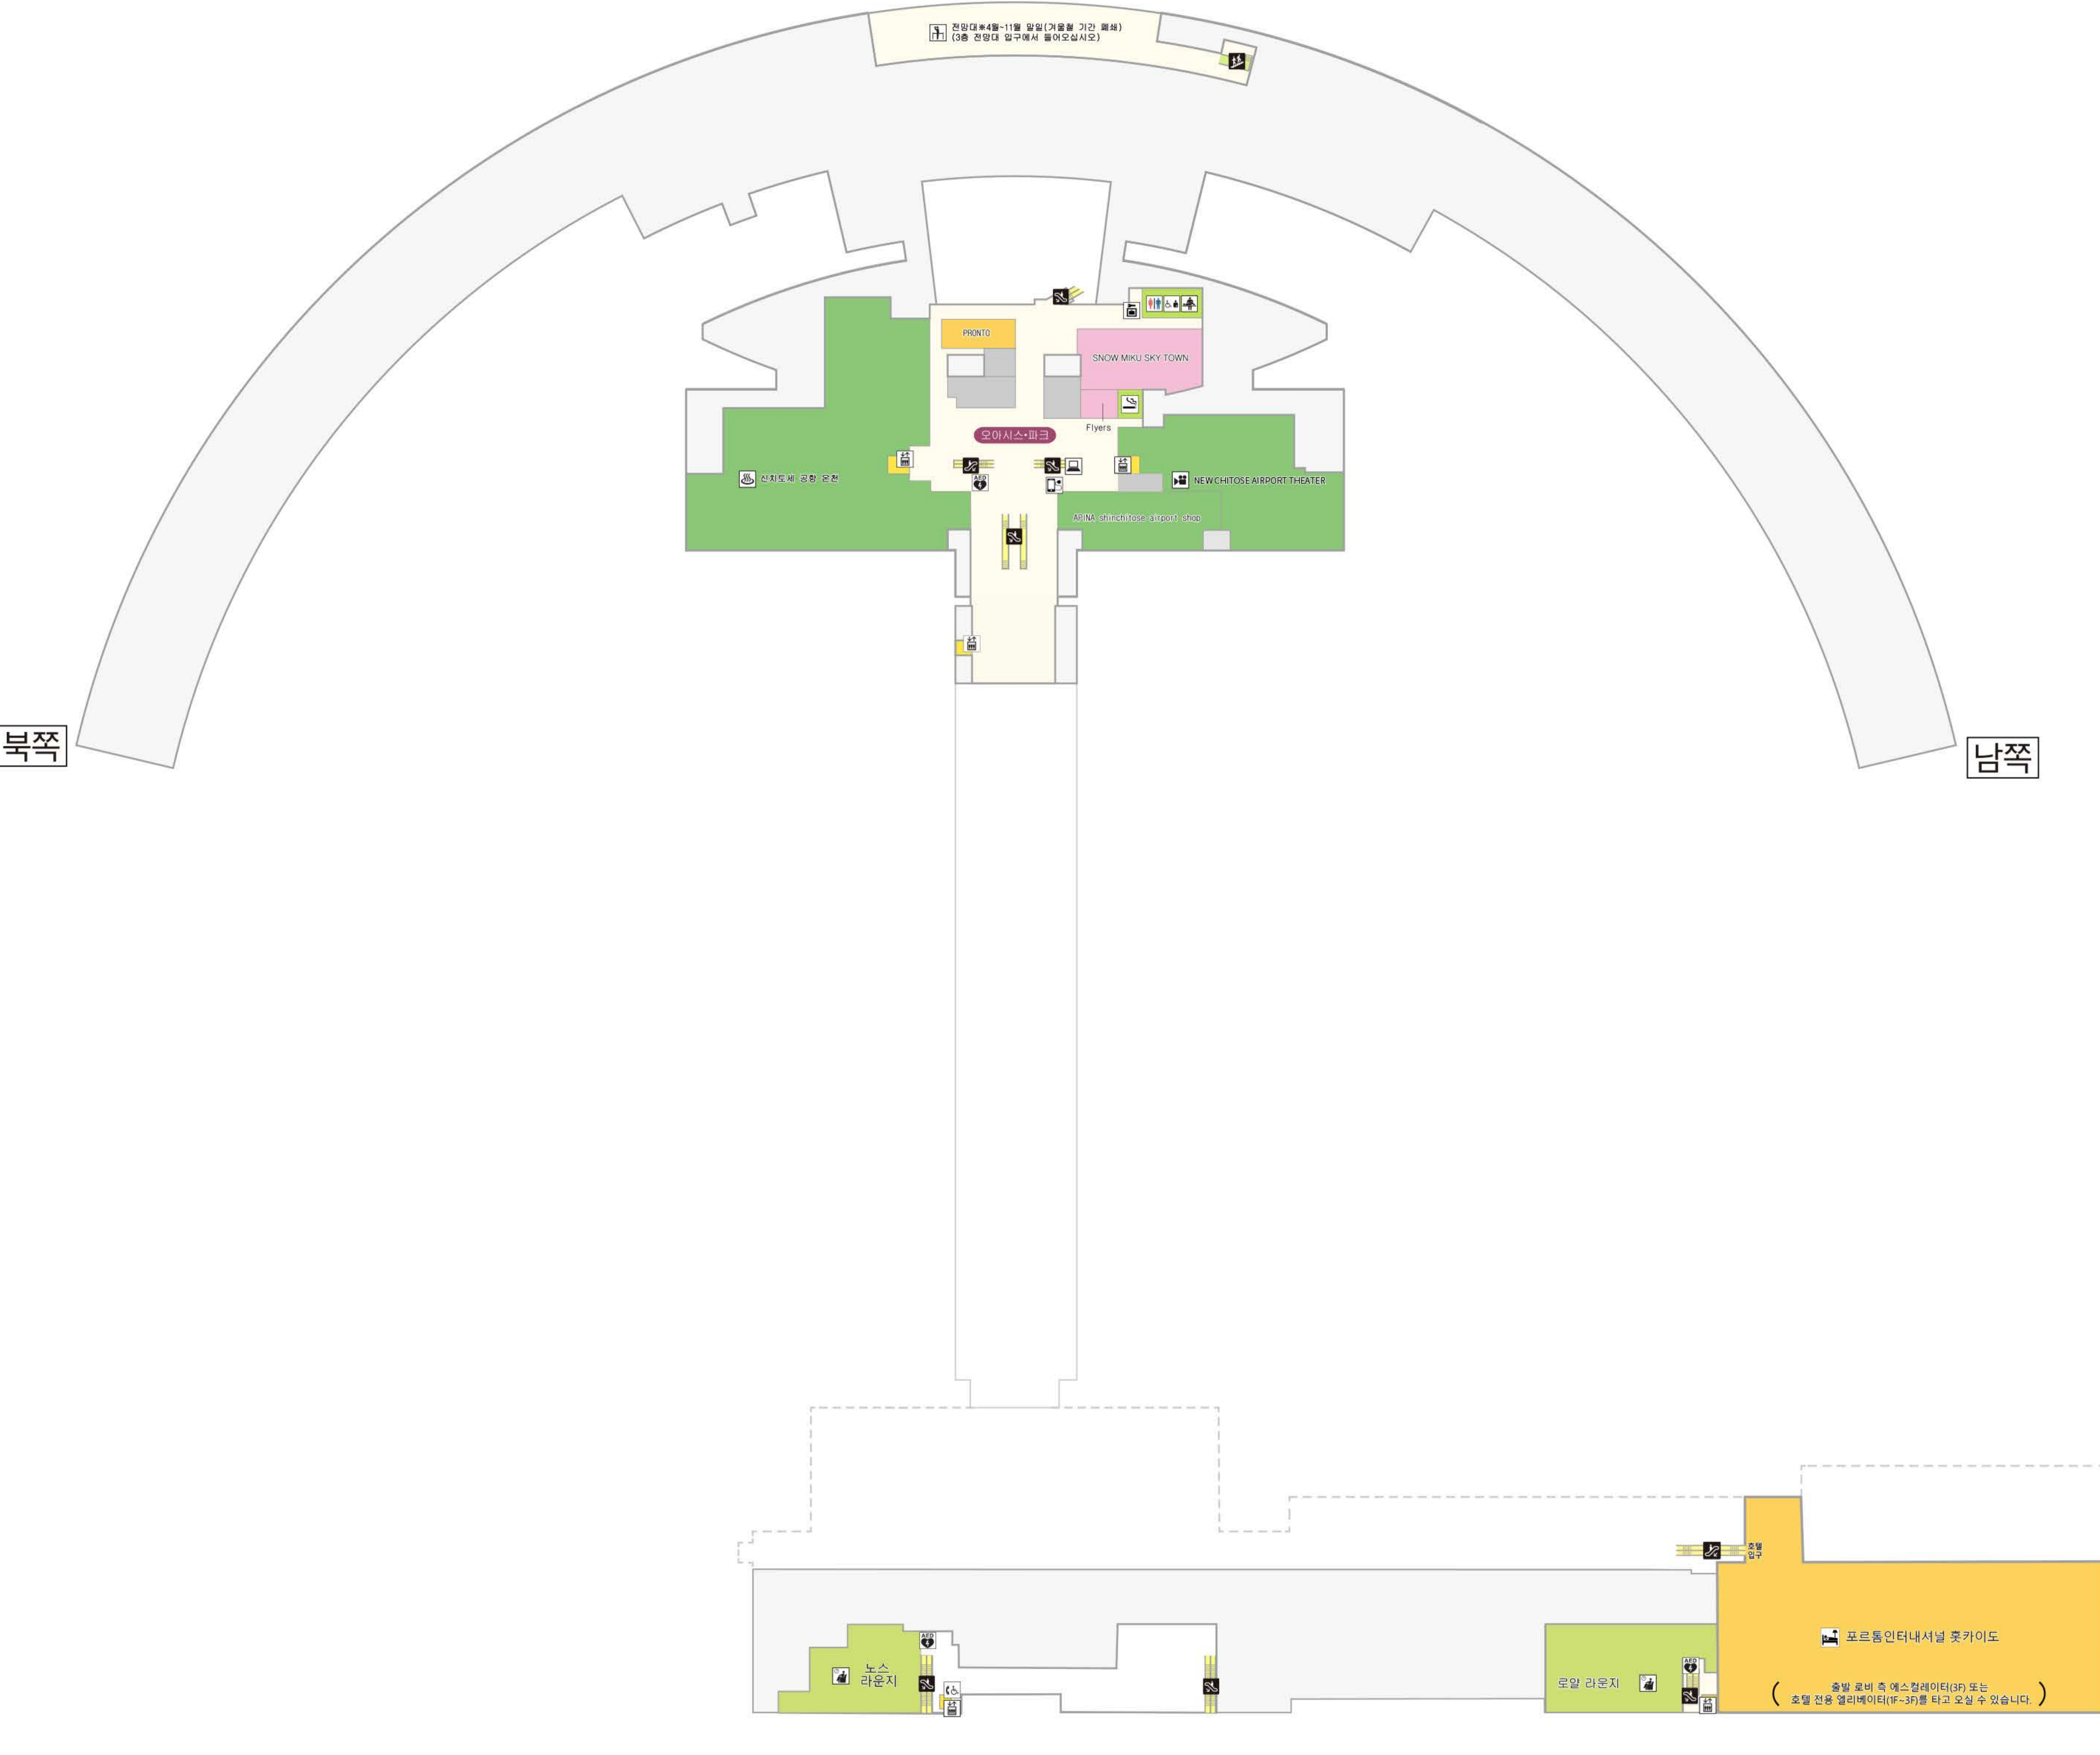 전망대※4월~11월 말일(겨울철 기간 폐쇄)
(3층 전망대 입구에서 들어오십시오)
PRONTO
SNOW MIKU SKY TOWN
Flyers
오아시스•파크
신치토세 공항 온천
AED
NEW CHITOSE AIRPORT THEATER
APiNA shinchitose airport shop
북쪽
남쪽
호텔
입구
포르톰인터내셔널 홋카이도
AED
노스
라운지
AED
로얄 라운지
출발 로비 측 에스컬레이터(3F) 또는
호텔 전용 엘리베이터(1F~3F)를 타고 오실 수 있습니다.